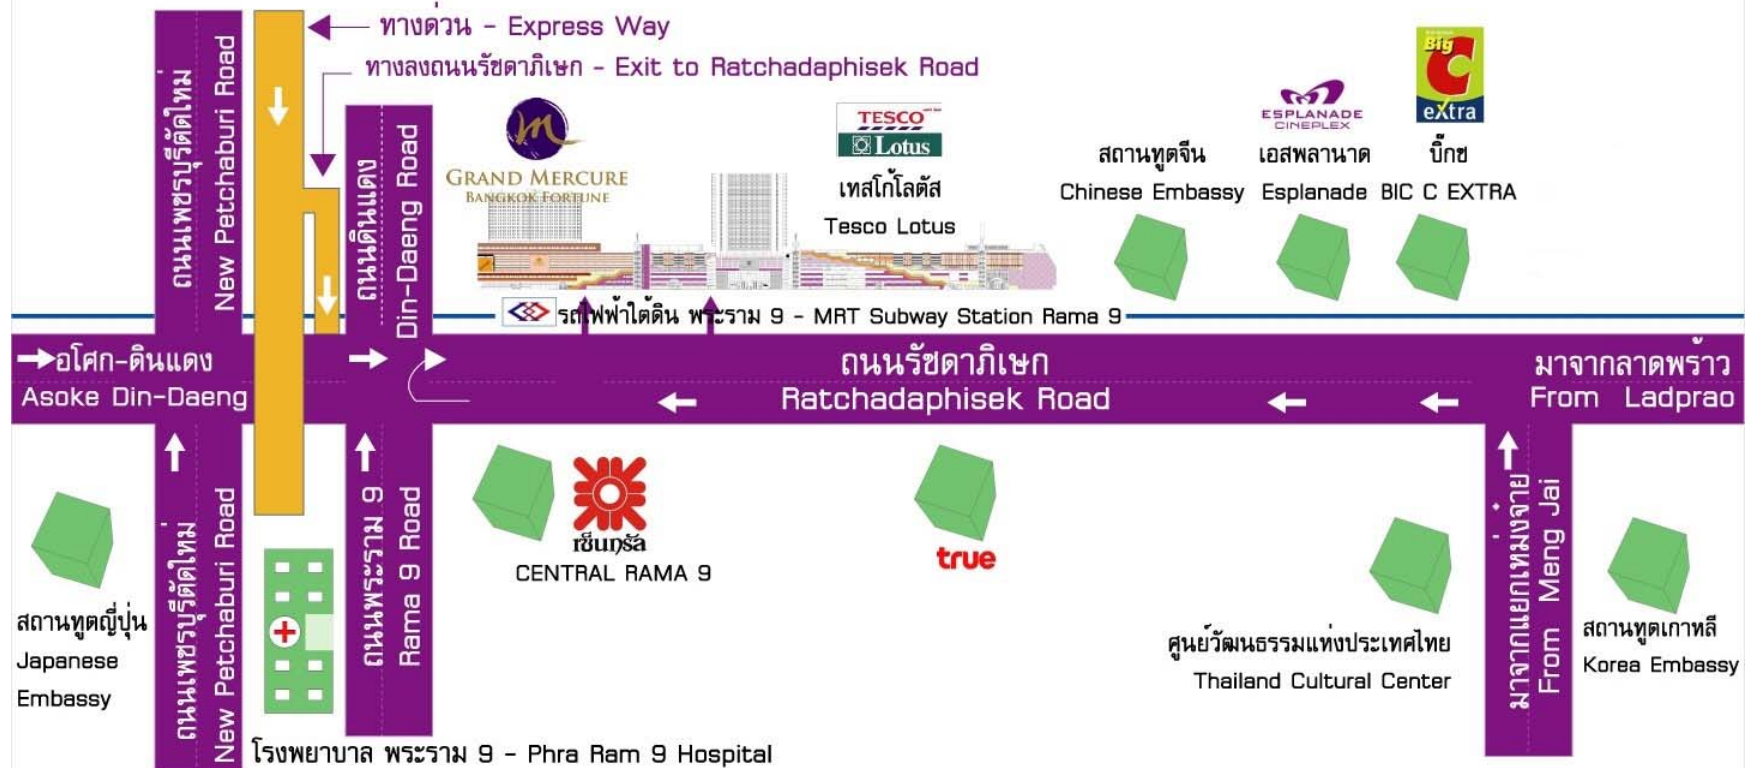 ทางด่วน - Express Way
ทางลงถนนรัชดาภิเษก - Exit to Ratchadaphisek Road
ถนนเพชรบุรีตัดใหม่
New Petchaburi Road
ถนนดินแดง
Din-Daeng Road
m
GRAND MERCURE
BANGKOK FORTUNE
TESCO
Lotus
เทสโก้โลตัส
Tesco Lotus
สถานทูตจีน
Chinese Embassy
ESPLANADE
CINEPLEX
เอสพลานาด
Esplanade
Big
C
eXtra
บิ๊กซี
BIC C EXTRA
รถไฟฟ้าใต้ดิน พระราม 9 - MRT Subway Station Rama 9
อโศก-ดินแดง
Asoke Din-Daeng
ถนนรัชดาภิเษก
Ratchadaphisek Road
มาจากลาดพร้าว
From Ladprao
สถานทูตญี่ปุ่น
Japanese
Embassy
ถนนเพชรบุรีตัดใหม่
New Petchaburi Road
ถนนพระราม 9
Rama 9 Road
เซ็นทรัล
CENTRAL RAMA 9
true
ศูนย์วัฒนธรรมแห่งประเทศไทย
Thailand Cultural Center
มาจากแยกเหม่งจ๋าย
From Meng Jai
สถานทูตเกาหลี
Korea Embassy
โรงพยาบาล พระราม 9 - Phra Ram 9 Hospital